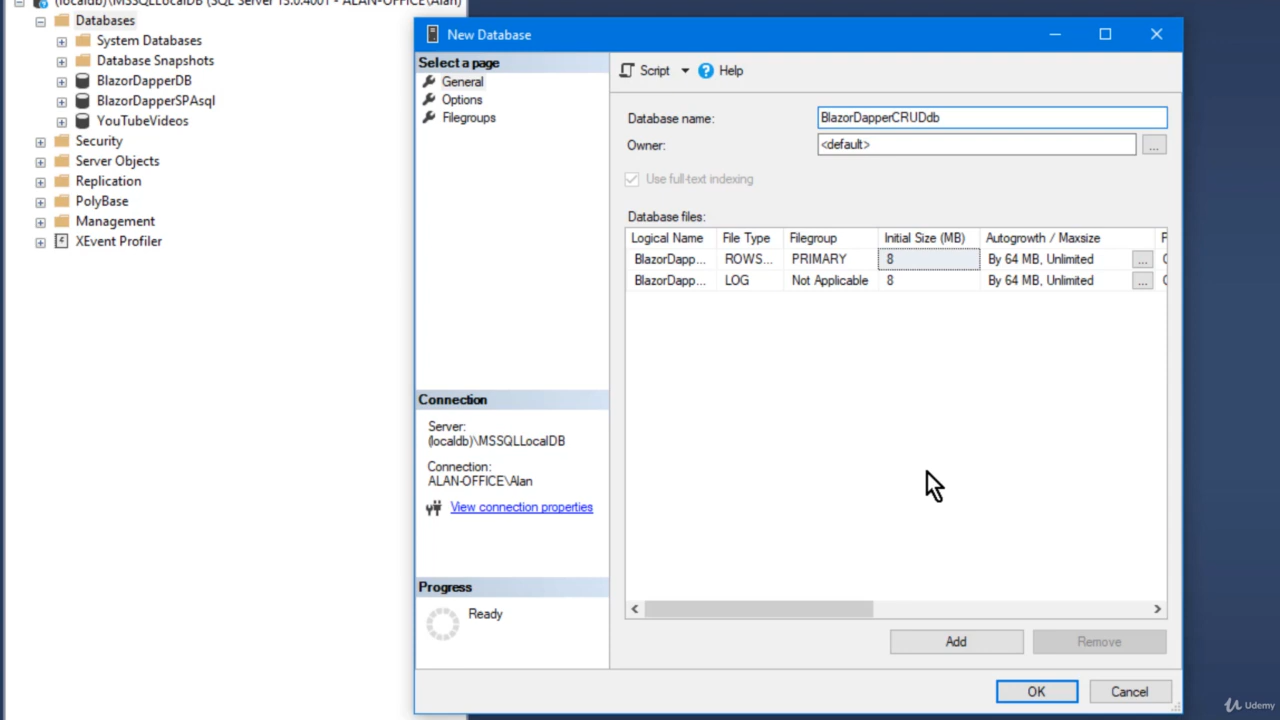 (localdb)\MSSQLLocalDB (SQL Server 13.0.4001 - ALAN-OFFICE\Alan)
Databases
System Databases
Database Snapshots
BlazorDapperDB
BlazorDapperSPAsql
YouTubeVideos
Security
Server Objects
Replication
PolyBase
Management
XEvent Profiler
New Database
Select a page
General
Options
Filegroups
Script
Help
Database name: BlazorDapperCRUDdb
Owner: <default> ...
Use full-text indexing
Database files:
Logical Name File Type Filegroup Initial Size (MB) Autogrowth / Maxsize
BlazorDapp... ROWS... PRIMARY 8 By 64 MB, Unlimited ...
BlazorDapp... LOG Not Applicable 8 By 64 MB, Unlimited ...
Connection
Server:
(localdb)\MSSQLLocalDB
Connection:
ALAN-OFFICE\Alan
View connection properties
Progress
Ready
Add Remove
OK Cancel
Udemy